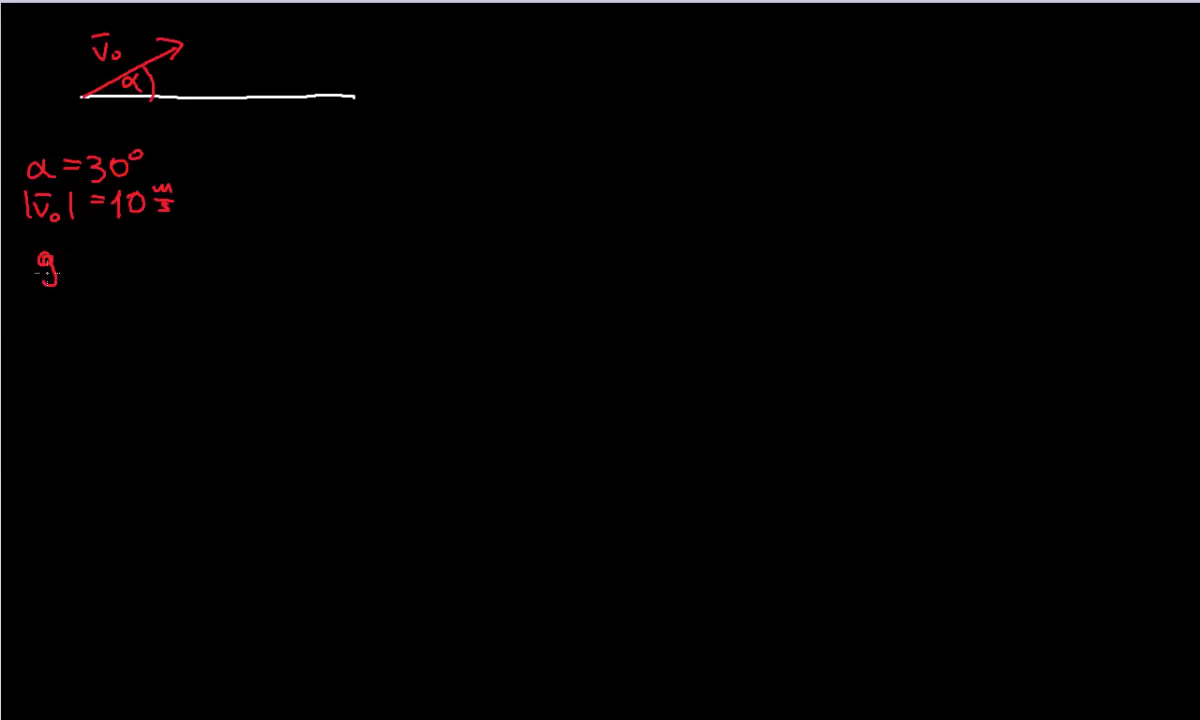 v̄₀
α
α = 30°
|v̄₀| = 10 m/s
g